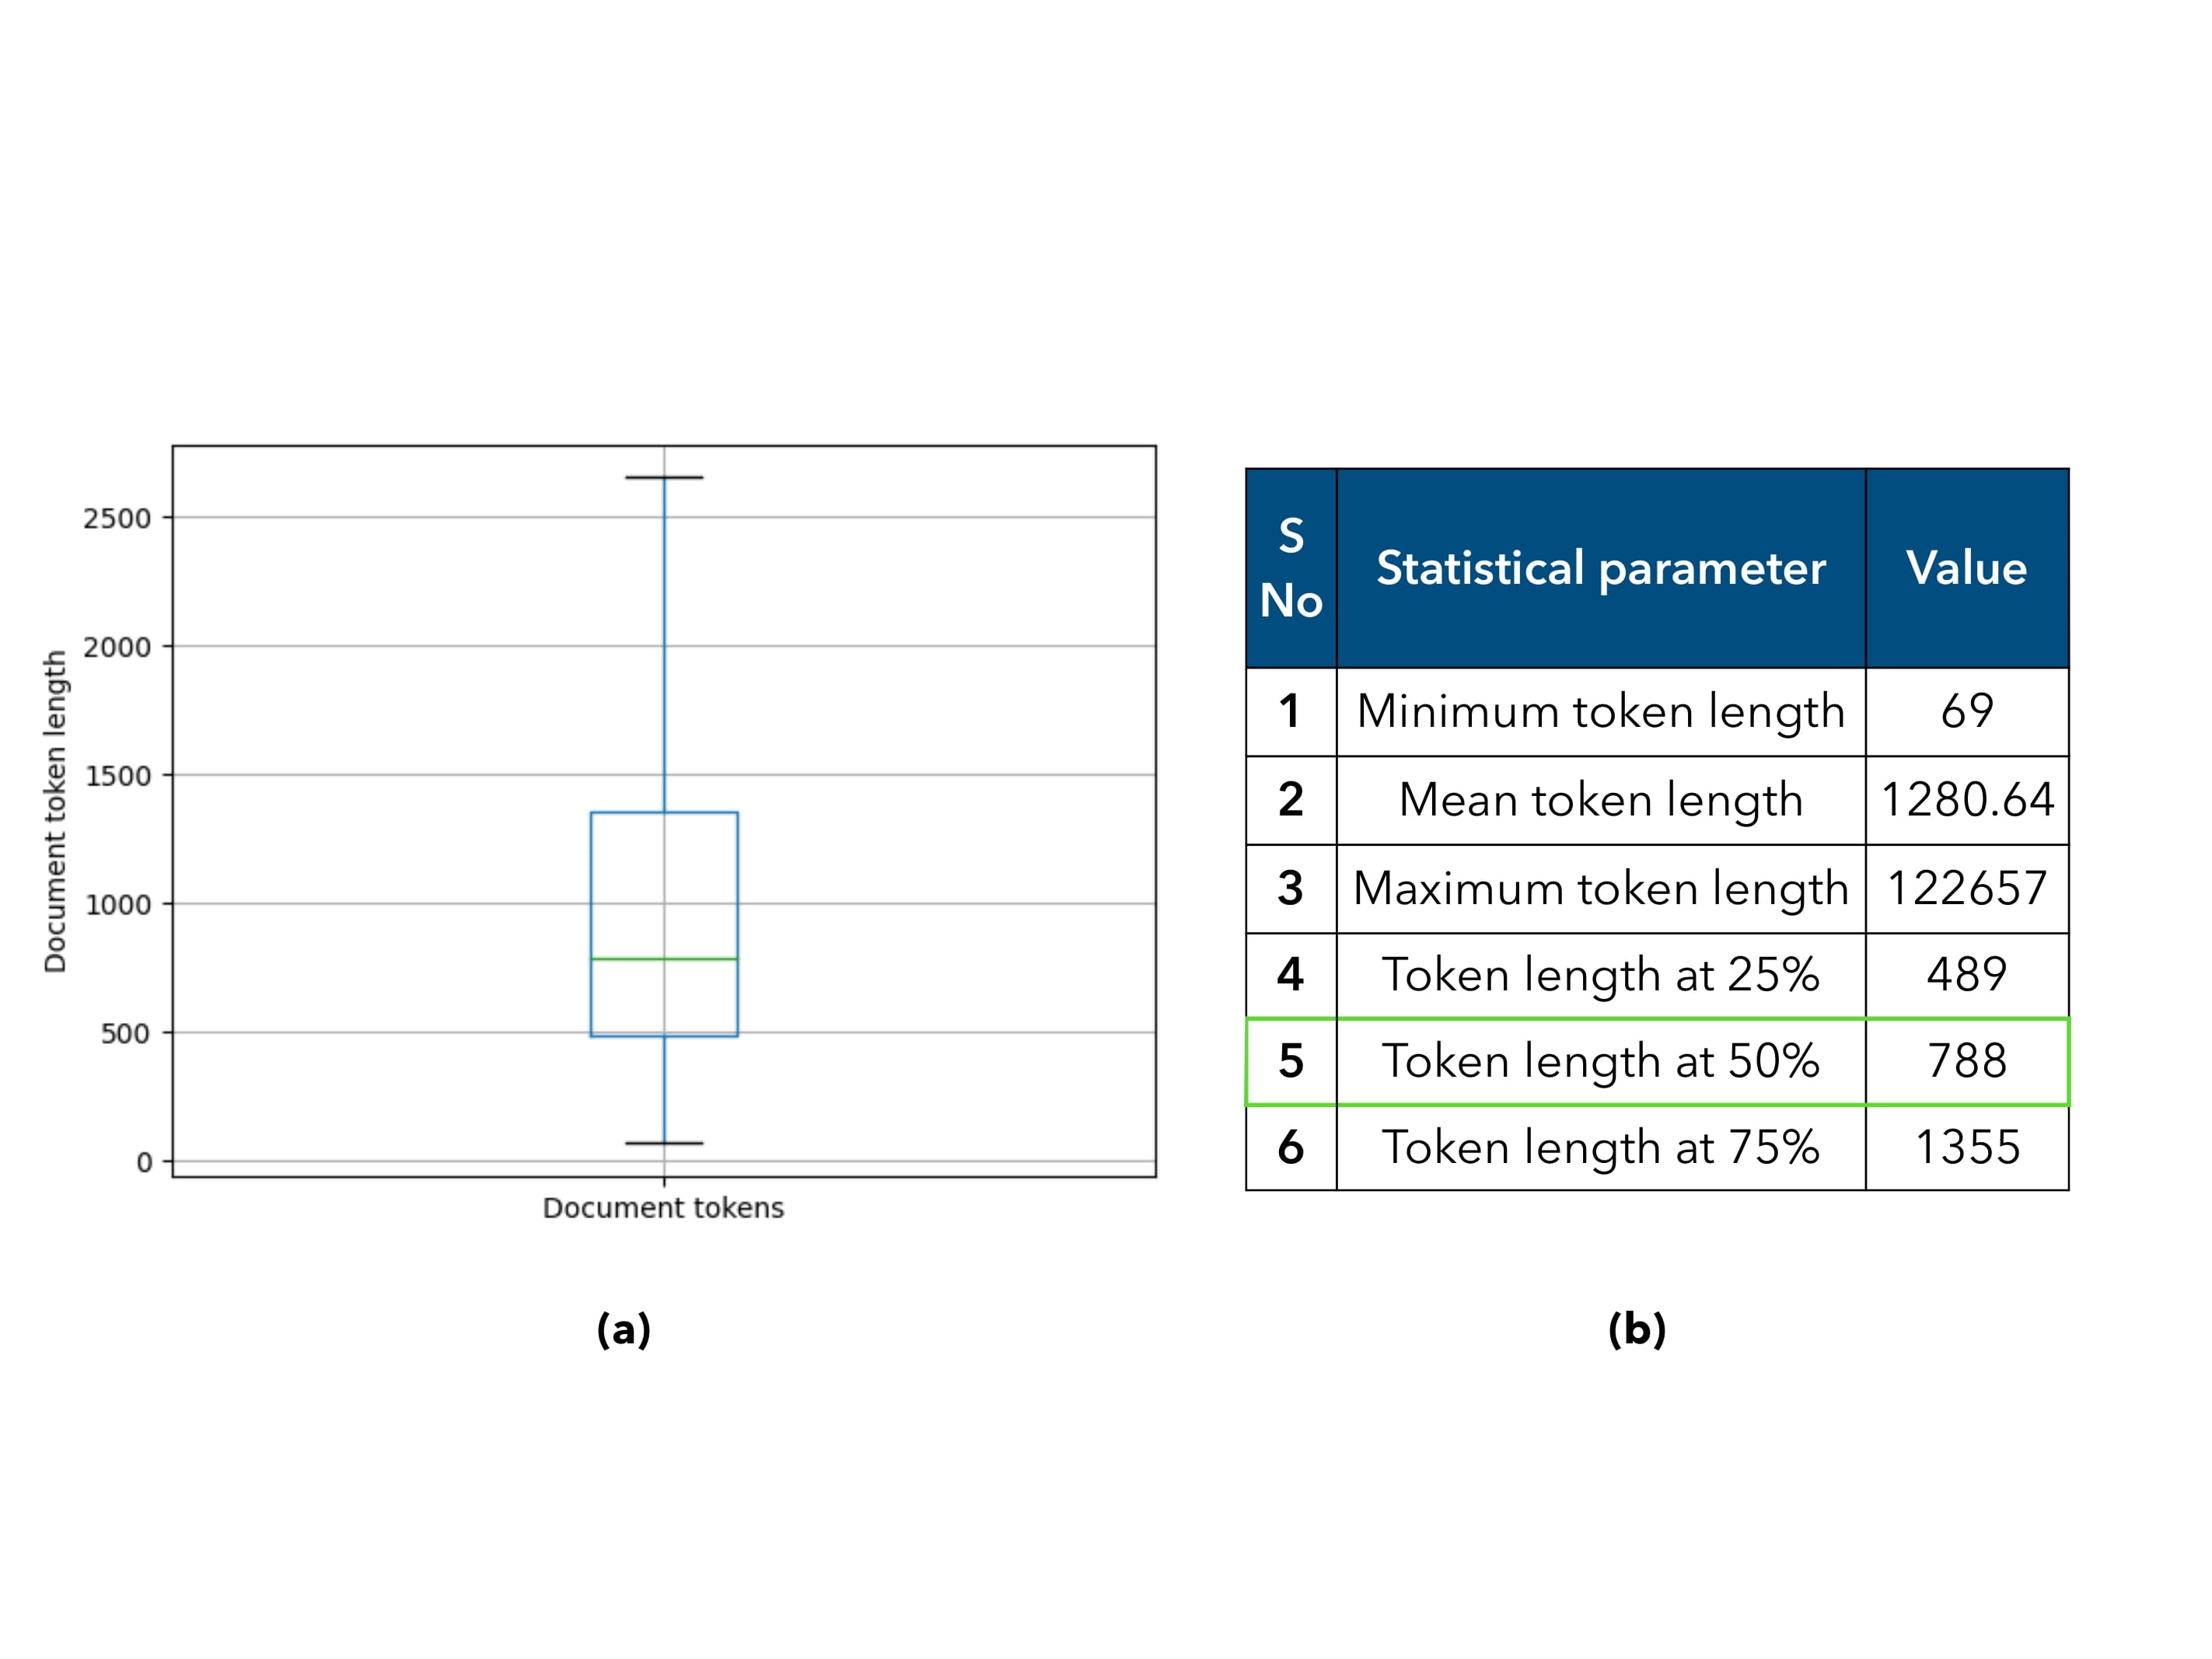 2500
2000
1500
1000
500
0
Document token length
Document tokens
(a)
S No Statistical parameter Value
1 Minimum token length 69
2 Mean token length 1280.64
3 Maximum token length 122657
4 Token length at 25% 489
5 Token length at 50% 788
6 Token length at 75% 1355
(b)